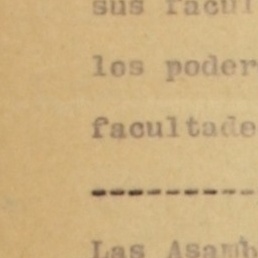 sus facul
los poder
facultade
---------
Las Asamb